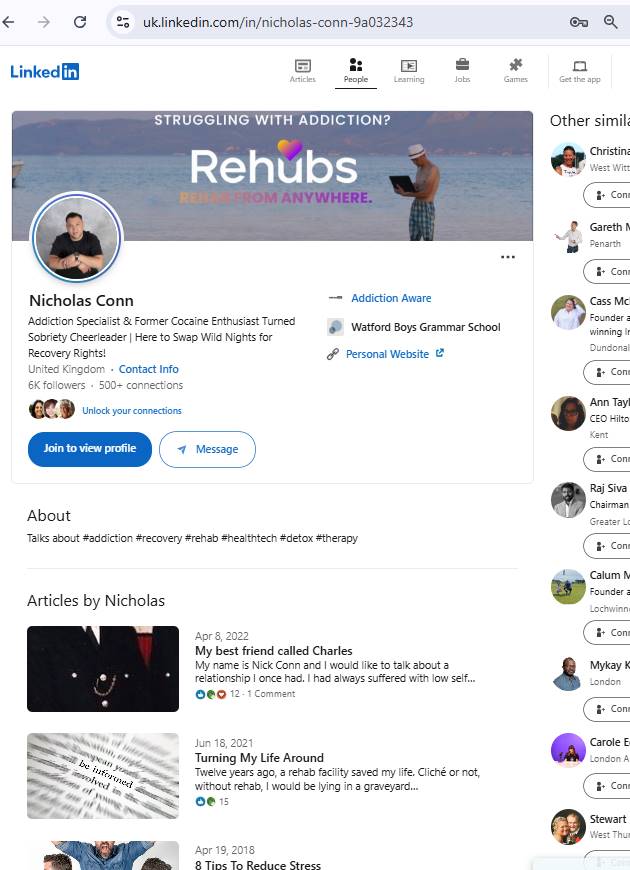 uk.linkedin.com/in/nicholas-conn-9a032343
Linked in
Articles
People
Learning
Jobs
Games
Get the app
STRUGGLING WITH ADDICTION?
Rehubs
REHAB FROM ANYWHERE.
Nicholas Conn
Addiction Specialist & Former Cocaine Enthusiast Turned
Sobriety Cheerleader | Here to Swap Wild Nights for
Recovery Rights!
United Kingdom · Contact Info
6K followers · 500+ connections
Unlock your connections
Join to view profile
Message
Addiction Aware
Watford Boys Grammar School
Personal Website
About
Talks about #addiction #recovery #rehab #healthtech #detox #therapy
Articles by Nicholas
Apr 8, 2022
My best friend called Charles
My name is Nick Conn and I would like to talk about a
relationship I once had. I had always suffered with low self...
12 · 1 Comment
be informed
Jun 18, 2021
Turning My Life Around
Twelve years ago, a rehab facility saved my life. Cliché or not,
without rehab, I would be lying in a graveyard...
15
Apr 19, 2018
8 Tips To Reduce Stress
Other simila
Christina
West Witt
Conn
Gareth M
Penarth
Conn
Cass Mc
Founder a
winning In
Dundonal
Conn
Ann Tayl
CEO Hilto
Kent
Conn
Raj Siva
Chairman
Greater Lo
Conn
Calum M
Founder a
Lochwinn
Conn
Mykay K
London
Conn
Carole E
London A
Conn
Stewart
West Thur